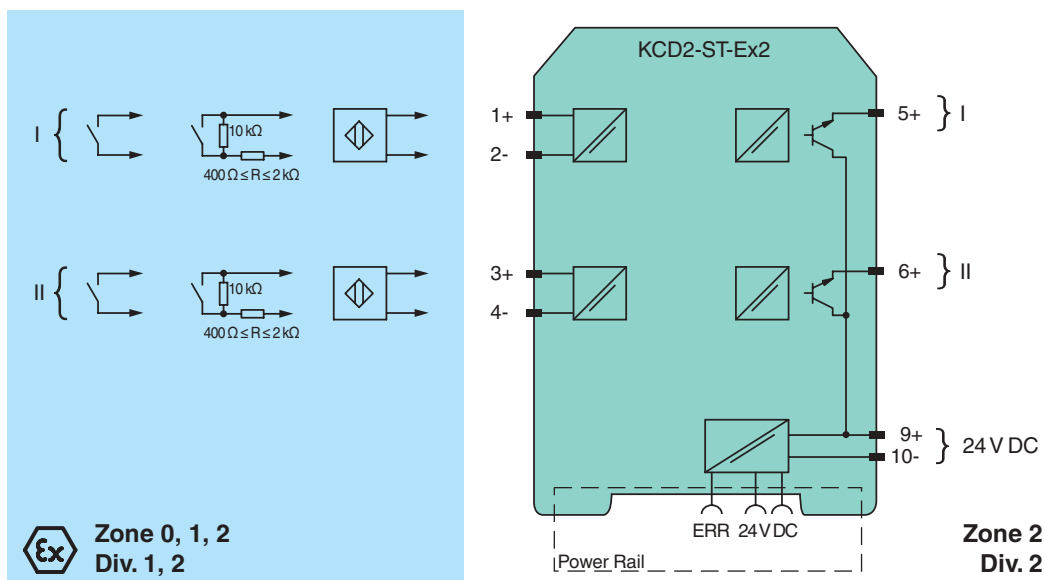 KCD2-ST-Ex2
I
10 kΩ
400 Ω ≤ R ≤ 2 kΩ
1+
2-
5+
I
II
10 kΩ
400 Ω ≤ R ≤ 2 kΩ
3+
4-
6+
II
9+
10-
24 V DC
ERR
24 V DC
Power Rail
Ex
Zone 0, 1, 2
Div. 1, 2
Zone 2
Div. 2